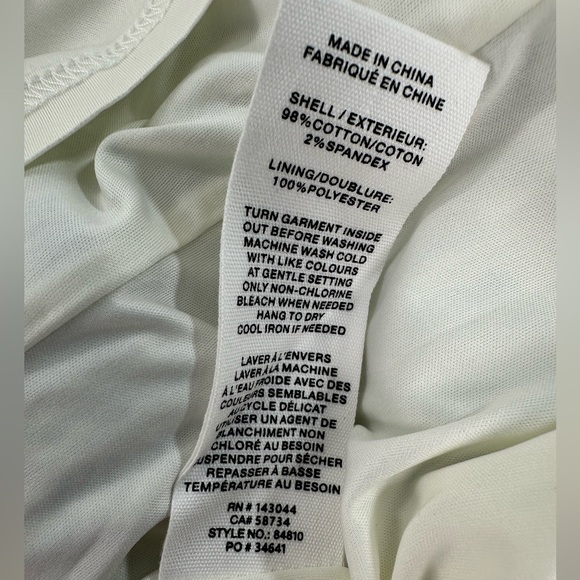 MADE IN CHINA
FABRIQUÉ EN CHINE
SHELL / EXTERIEUR:
98% COTTON/COTON
2% SPANDEX
LINING/DOUBLURE:
100% POLYESTER
TURN GARMENT INSIDE
OUT BEFORE WASHING
MACHINE WASH COLD
WITH LIKE COLOURS
AT GENTLE SETTING
ONLY NON-CHLORINE
BLEACH WHEN NEEDED
HANG TO DRY
COOL IRON IF NEEDED
LAVER À L'ENVERS
LAVER À LA MACHINE
À L'EAU FROIDE AVEC DES
COULEURS SEMBLABLES
AU CYCLE DÉLICAT
UTILISER UN AGENT DE
BLANCHIMENT NON
CHLORÉ AU BESOIN
SUSPENDRE POUR SÉCHER
REPASSER À BASSE
TEMPÉRATURE AU BESOIN
RN # 143044
CA# 58734
STYLE NO.: 84810
PO # 34641